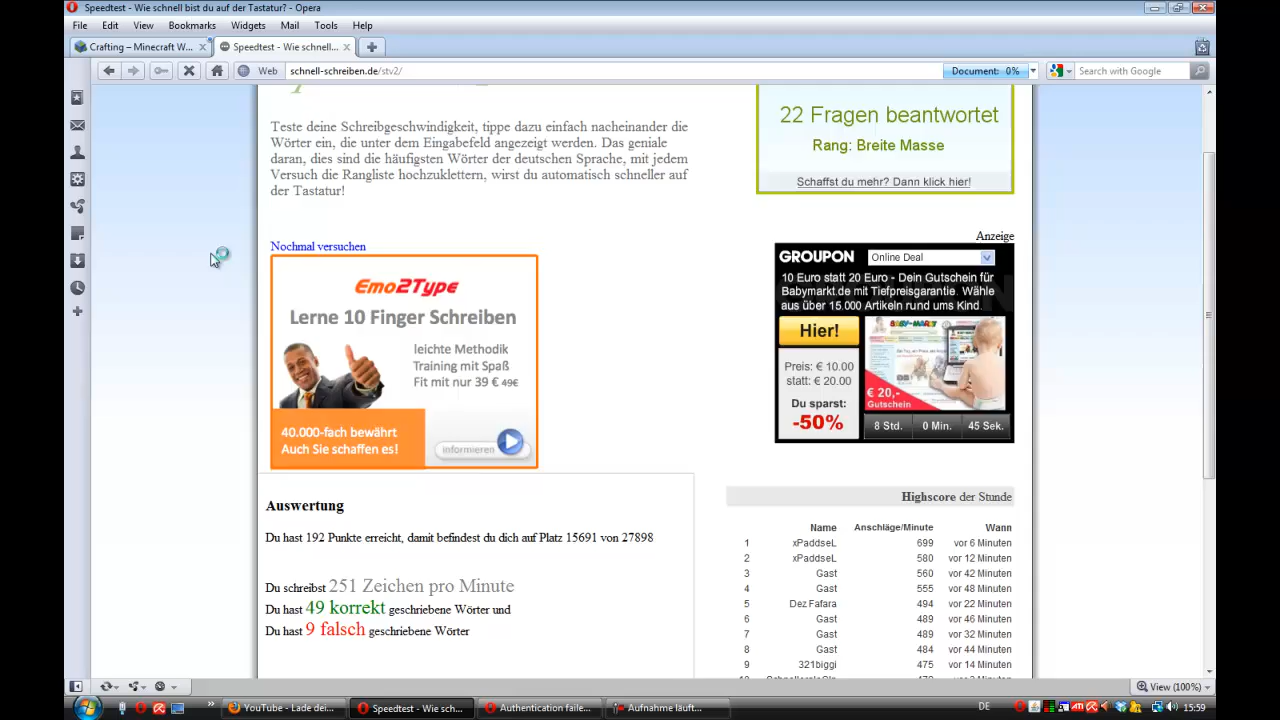 Speedtest - Wie schnell bist du auf der Tastatur? - Opera
File Edit View Bookmarks Widgets Mail Tools Help
Crafting – Minecraft W...
Speedtest - Wie schnell...
Web
schnell-schreiben.de/stv2/
Document: 0%
Search with Google
22 Fragen beantwortet
Rang: Breite Masse
Schaffst du mehr? Dann klick hier!
Teste deine Schreibgeschwindigkeit, tippe dazu einfach nacheinander die
Wörter ein, die unter dem Eingabefeld angezeigt werden. Das geniale
daran, dies sind die häufigsten Wörter der deutschen Sprache, mit jedem
Versuch die Rangliste hochzuklettern, wirst du automatisch schneller auf
der Tastatur!
Nochmal versuchen
Emo2Type
Lerne 10 Finger Schreiben
leichte Methodik
Training mit Spaß
Fit mit nur 39 € 49€
40.000-fach bewährt
Auch Sie schaffen es!
informieren
Anzeige
GROUPON
Online Deal
10 Euro statt 20 Euro - Dein Gutschein für
Babymarkt.de mit Tiefpreisgarantie. Wähle
aus über 15.000 Artikeln rund ums Kind.
Hier!
BABY-MARKT
Preis: € 10.00
statt: € 20.00
Du sparst:
-50%
€ 20,-
Gutschein
8 Std. 0 Min. 45 Sek.
Auswertung
Du hast 192 Punkte erreicht, damit befindest du dich auf Platz 15691 von 27898
Du schreibst 251 Zeichen pro Minute
Du hast 49 korrekt geschriebene Wörter und
Du hast 9 falsch geschriebene Wörter
Highscore der Stunde
Name Anschläge/Minute Wann
1 xPaddseL 699 vor 6 Minuten
2 xPaddseL 580 vor 12 Minuten
3 Gast 560 vor 42 Minuten
4 Gast 555 vor 48 Minuten
5 Dez Fafara 494 vor 22 Minuten
6 Gast 489 vor 46 Minuten
7 Gast 489 vor 32 Minuten
8 Gast 484 vor 44 Minuten
9 321biggi 475 vor 14 Minuten
View (100%)
YouTube - Lade dei...
Speedtest - Wie sch...
Authentication faile...
Aufnahme läuft...
DE
15:59